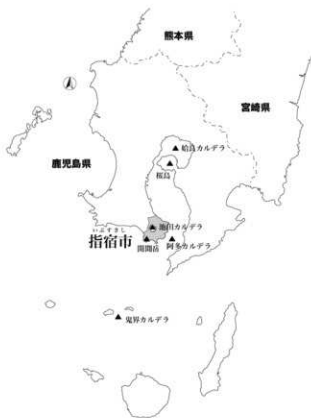 熊本県
宮崎県
鹿児島県
姶良カルデラ
桜島
いぶすきし
指宿市
池田カルデラ
開聞岳
阿多カルデラ
鬼界カルデラ